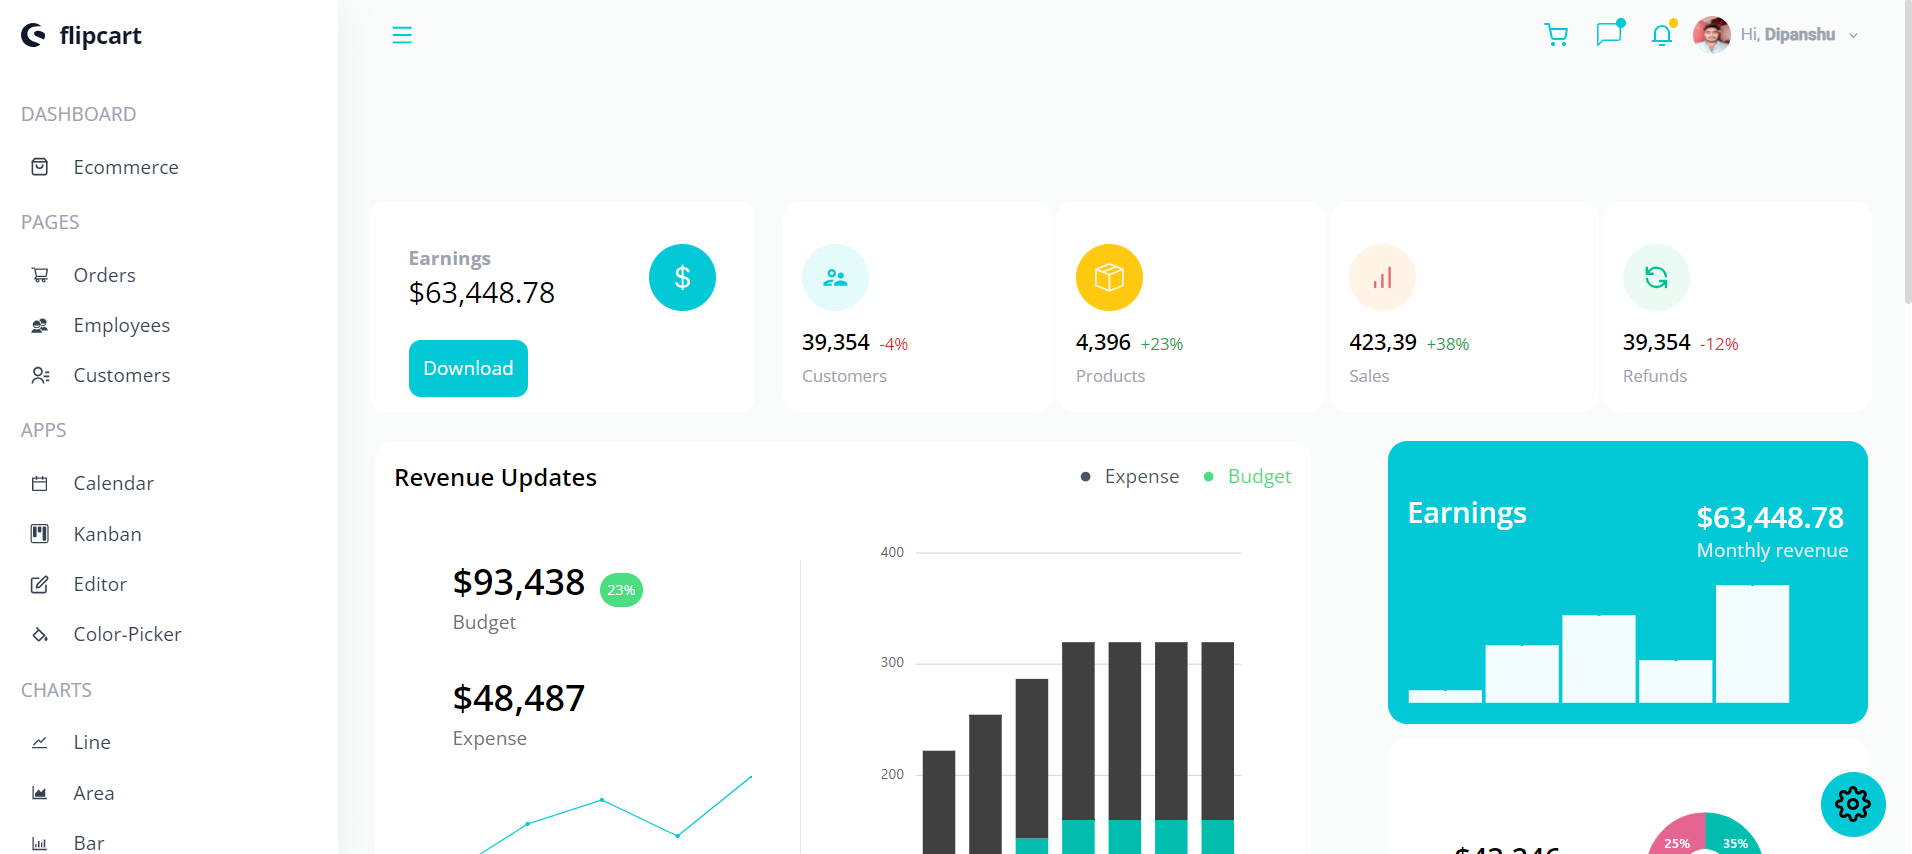 flipcart
Hi, Dipanshu
DASHBOARD
Ecommerce
PAGES
Orders
Employees
Customers
APPS
Calendar
Kanban
Editor
Color-Picker
CHARTS
Line
Area
Bar
Earnings
$63,448.78
$
Download
39,354 -4%
Customers
4,396 +23%
Products
423,39 +38%
Sales
39,354 -12%
Refunds
Revenue Updates
Expense
Budget
$93,438 23%
Budget
$48,487
Expense
400
300
200
Earnings
$63,448.78
Monthly revenue
25%
35%